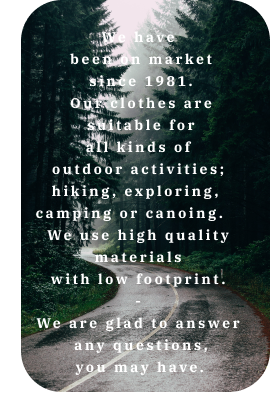 We have
been on market
since 1981.
Our clothes are
suitable for
all kinds of
outdoor activities;
hiking, exploring,
camping or canoing.
We use high quality
materials
with low footprint.
-
We are glad to answer
any questions,
you may have.